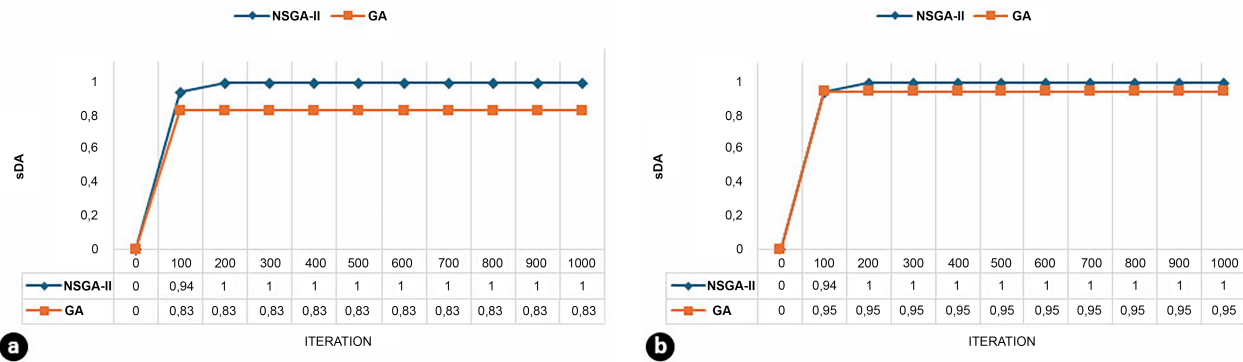 NSGA-II GA
1
0,8
0,6
0,4
0,2
0
sDA
0 100 200 300 400 500 600 700 800 900 1000
NSGA-II 0 0,94 1 1 1 1 1 1 1 1 1
GA 0 0,83 0,83 0,83 0,83 0,83 0,83 0,83 0,83 0,83 0,83
ITERATION
a
NSGA-II GA
1
0,8
0,6
0,4
0,2
0
sDA
0 100 200 300 400 500 600 700 800 900 1000
NSGA-II 0 0,94 1 1 1 1 1 1 1 1 1
GA 0 0,95 0,95 0,95 0,95 0,95 0,95 0,95 0,95 0,95 0,95
ITERATION
b